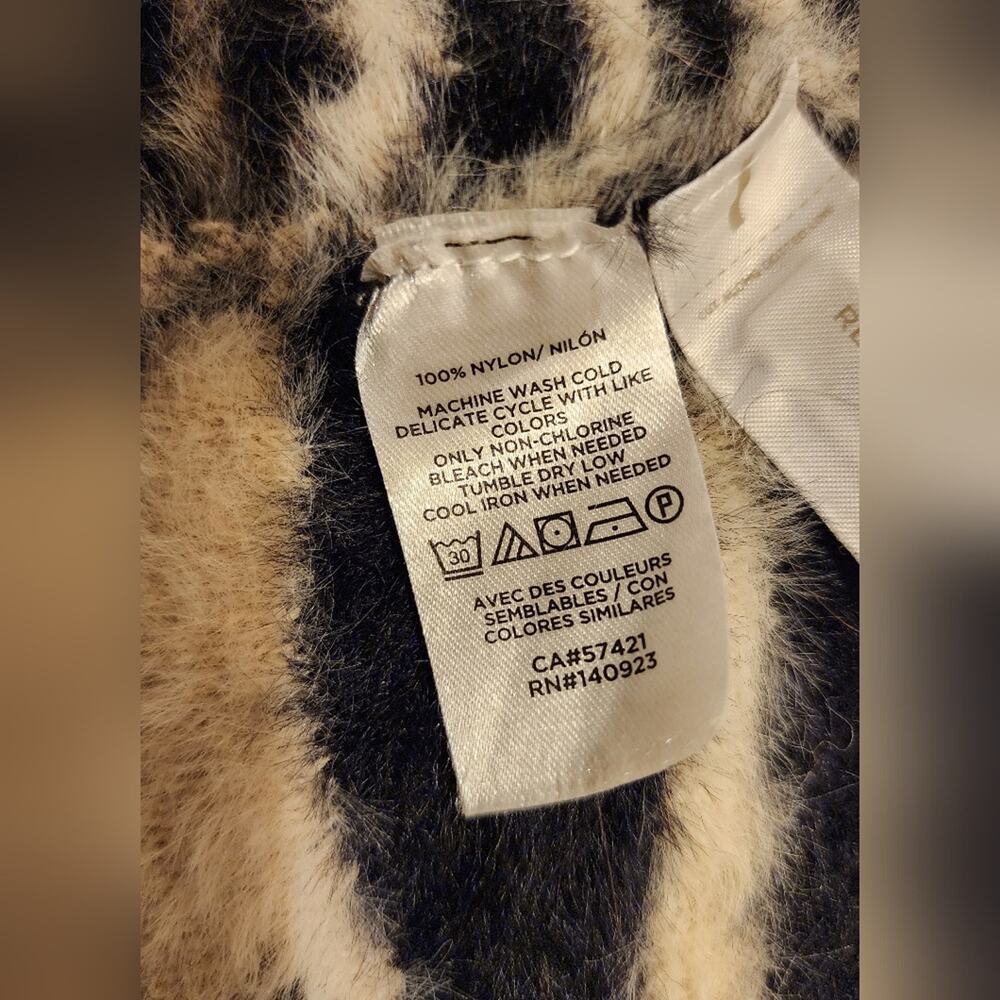 100% NYLON/ NILÓN
MACHINE WASH COLD
DELICATE CYCLE WITH LIKE
COLORS
ONLY NON-CHLORINE
BLEACH WHEN NEEDED
TUMBLE DRY LOW
COOL IRON WHEN NEEDED
30
P
AVEC DES COULEURS
SEMBLABLES / CON
COLORES SIMILARES
CA#57421
RN#140923